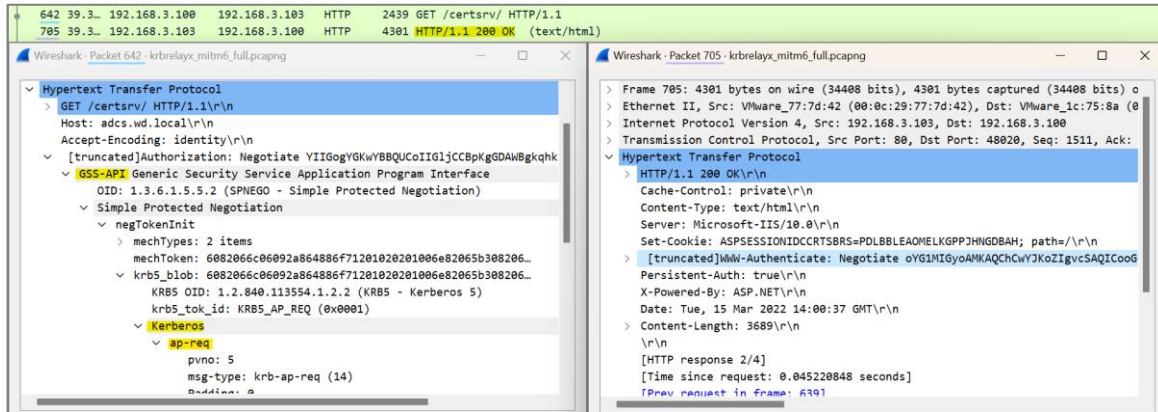 642 39.3… 192.168.3.100 192.168.3.103 HTTP 2439 GET /certsrv/ HTTP/1.1
705 39.3… 192.168.3.103 192.168.3.100 HTTP 4301 HTTP/1.1 200 OK (text/html)
Wireshark · Packet 642 · krbrelayx_mitm6_full.pcapng
Hypertext Transfer Protocol
GET /certsrv/ HTTP/1.1\r\n
Host: adcs.wd.local\r\n
Accept-Encoding: identity\r\n
[truncated]Authorization: Negotiate YIIGogYGKwYBBQUCoIIGljCCBpKgGDAWBgkqhk
GSS-API Generic Security Service Application Program Interface
OID: 1.3.6.1.5.5.2 (SPNEGO - Simple Protected Negotiation)
Simple Protected Negotiation
negTokenInit
mechTypes: 2 items
mechToken: 6082066c06092a864886f71201020201006e82065b308206…
krb5_blob: 6082066c06092a864886f71201020201006e82065b308206…
KRB5 OID: 1.2.840.113554.1.2.2 (KRB5 - Kerberos 5)
krb5_tok_id: KRB5_AP_REQ (0x0001)
Kerberos
ap-req
pvno: 5
msg-type: krb-ap-req (14)
Padding: 0
Wireshark · Packet 705 · krbrelayx_mitm6_full.pcapng
Frame 705: 4301 bytes on wire (34408 bits), 4301 bytes captured (34408 bits) o
Ethernet II, Src: VMware_77:7d:42 (00:0c:29:77:7d:42), Dst: VMware_1c:75:8a (0
Internet Protocol Version 4, Src: 192.168.3.103, Dst: 192.168.3.100
Transmission Control Protocol, Src Port: 80, Dst Port: 48020, Seq: 1511, Ack:
Hypertext Transfer Protocol
HTTP/1.1 200 OK\r\n
Cache-Control: private\r\n
Content-Type: text/html\r\n
Server: Microsoft-IIS/10.0\r\n
Set-Cookie: ASPSESSIONIDCCRTSBRS=PDLBBLEAOMELKGPPJHNGDBAH; path=/\r\n
[truncated]WWW-Authenticate: Negotiate oYG1MIGyoAMKAQChCwYJKoZIgvcSAQICooG
Persistent-Auth: true\r\n
X-Powered-By: ASP.NET\r\n
Date: Tue, 15 Mar 2022 14:00:37 GMT\r\n
Content-Length: 3689\r\n
\r\n
[HTTP response 2/4]
[Time since request: 0.045220848 seconds]
[Prev request in frame: 639]